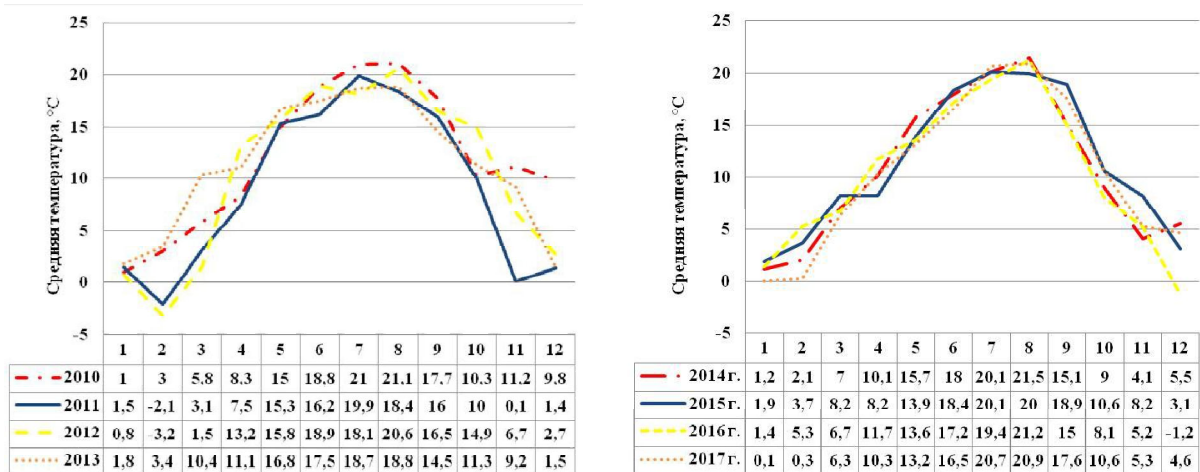 25
20
15
10
5
0
-5
Средняя температура, °С
1 2 3 4 5 6 7 8 9 10 11 12
2010 1 3 5,8 8,3 15 18,8 21 21,1 17,7 10,3 11,2 9,8
2011 1,5 -2,1 3,1 7,5 15,3 16,2 19,9 18,4 16 10 0,1 1,4
2012 0,8 -3,2 1,5 13,2 15,8 18,9 18,1 20,6 16,5 14,9 6,7 2,7
2013 1,8 3,4 10,4 11,1 16,8 17,5 18,7 18,8 14,5 11,3 9,2 1,5
25
20
15
10
5
0
-5
Средняя температура, °С
1 2 3 4 5 6 7 8 9 10 11 12
2014 г. 1,2 2,1 7 10,1 15,7 18 20,1 21,5 15,1 9 4,1 5,5
2015 г. 1,9 3,7 8,2 8,2 13,9 18,4 20,1 20 18,9 10,6 8,2 3,1
2016 г. 1,4 5,3 6,7 11,7 13,6 17,2 19,4 21,2 15 8,1 5,2 -1,2
2017 г. 0,1 0,3 6,3 10,3 13,2 16,5 20,7 20,9 17,6 10,6 5,3 4,6